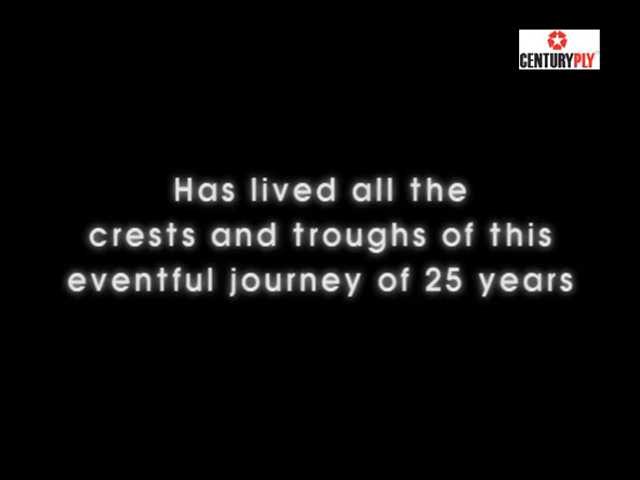 CENTURYPLY
Has lived all the
crests and troughs of this
eventful journey of 25 years